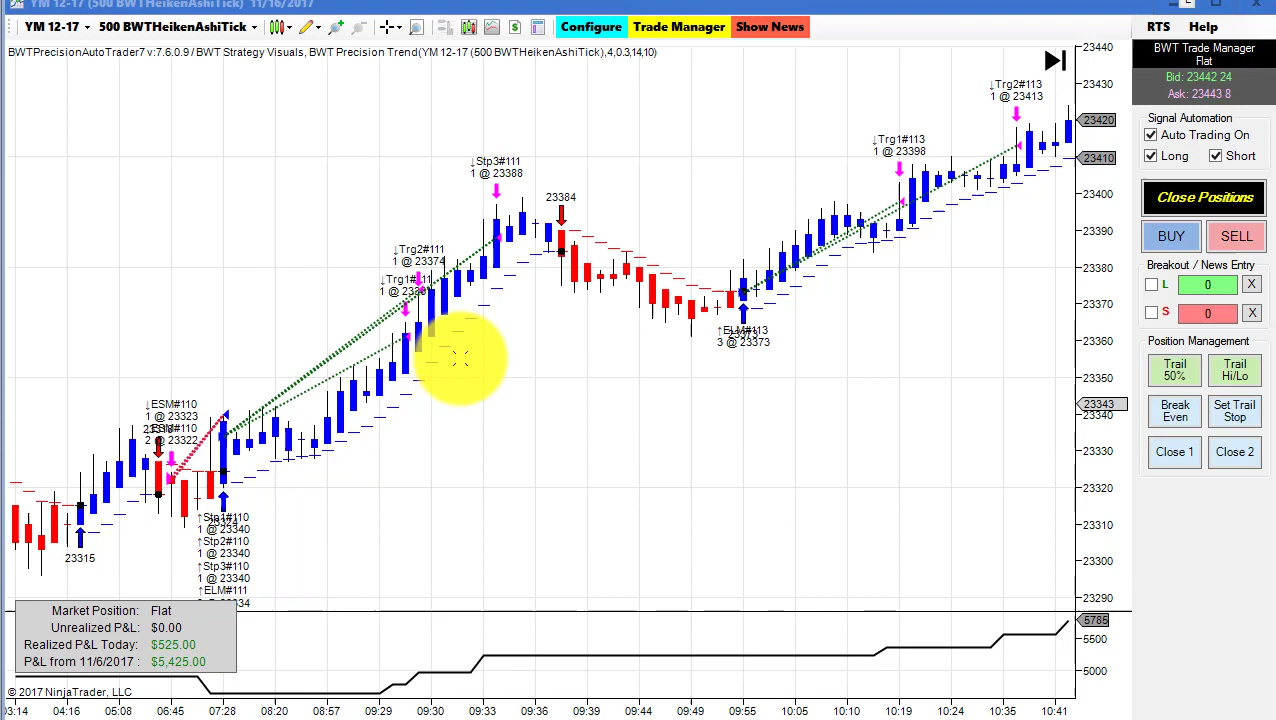 YM 12-17 (500 BWTHeikenAshiTick) 11/16/2017
YM 12-17 500 BWTHeikenAshiTick Configure Trade Manager Show News RTS Help
BWTPrecisionAutoTrader7 v:7.6.0.9 / BWT Strategy Visuals, BWT Precision Trend(YM 12-17 (500 BWTHeikenAshiTick),4,0.3,14,10)
BWT Trade Manager
Flat
Bid: 23442 24
Ask: 23443 8
Signal Automation
Auto Trading On
Long Short
Close Positions
BUY SELL
Breakout / News Entry
L 0 X
S 0 X
Position Management
Trail 50%
Trail Hi/Lo
Break Even
Set Trail Stop
Close 1 Close 2
↓Trg2#113
1 @ 23413
↓Trg1#113
1 @ 23398
↓Stp3#111
1 @ 23388
23384
↓Trg2#111
1 @ 23374
↓Trg1#111
↑ELM#113
3 @ 23373
↓ESM#110
1 @ 23323
↓ESM#110
2 @ 23322
23315
↑Stp1#110
1 @ 23340
↑Stp2#110
1 @ 23340
↑Stp3#110
1 @ 23340
↑ELM#111
23440
23430
23420
23410
23400
23390
23380
23370
23360
23350
23343
23340
23330
23320
23310
23300
23290
5785
5500
5000
Market Position: Flat
Unrealized P&L: $0.00
Realized P&L Today: $525.00
P&L from 11/6/2017 : $5,425.00
© 2017 NinjaTrader, LLC
03:14 04:16 05:08 06:45 07:28 08:20 08:57 09:29 09:30 09:33 09:36 09:38 09:49 09:55 10:05 10:10 10:19 10:26 10:35 10:41